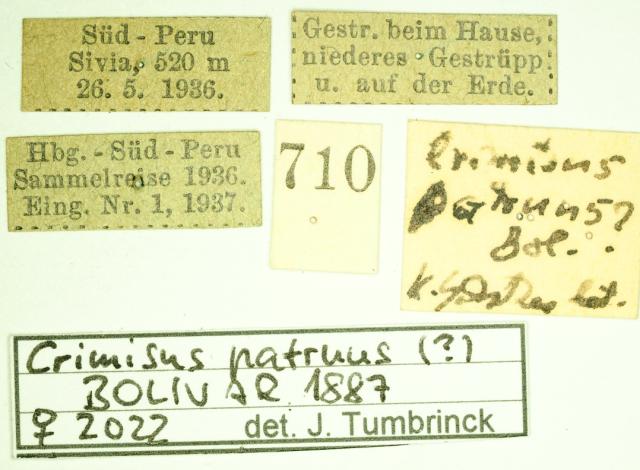 Süd - Peru
Sivia, 520 m
26. 5. 1936.
Gestr. beim Hause,
niederes Gestrüpp
u. auf der Erde.
Hbg. - Süd - Peru
Sammelreise 1936.
Eing. Nr. 1, 1937.
710
Crimisus
patruus?
Bol.
K. det.
Crimisus patruus (?)
BOLIVAR 1887
♀ 2022 det. J. Tumbrinck